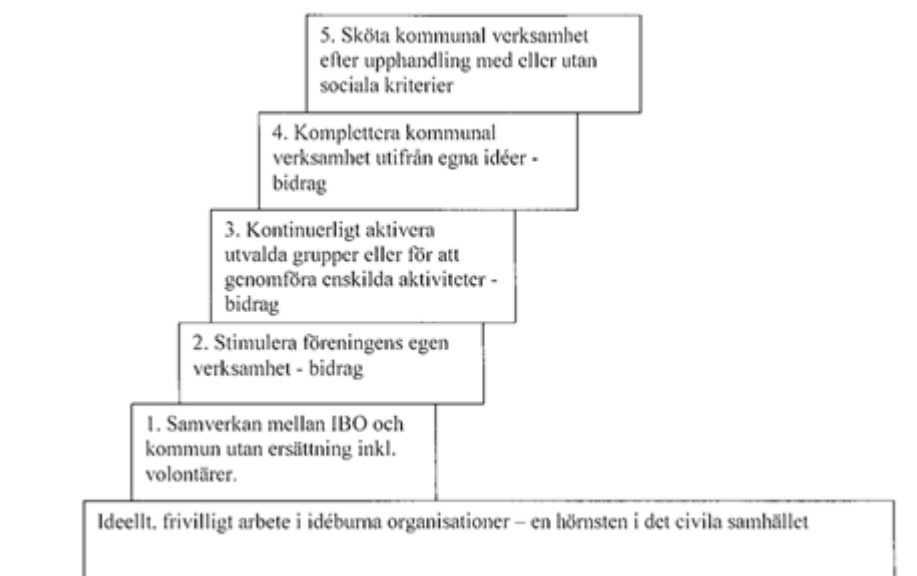 5. Sköta kommunal verksamhet
efter upphandling med eller utan
sociala kriterier
4. Komplettera kommunal
verksamhet utifrån egna idéer -
bidrag
3. Kontinuerligt aktivera
utvalda grupper eller för att
genomföra enskilda aktiviteter -
bidrag
2. Stimulera föreningens egen
verksamhet - bidrag
1. Samverkan mellan IBO och
kommun utan ersättning inkl.
volontärer.
Ideellt, frivilligt arbete i idéburna organisationer – en hörnsten i det civila samhället